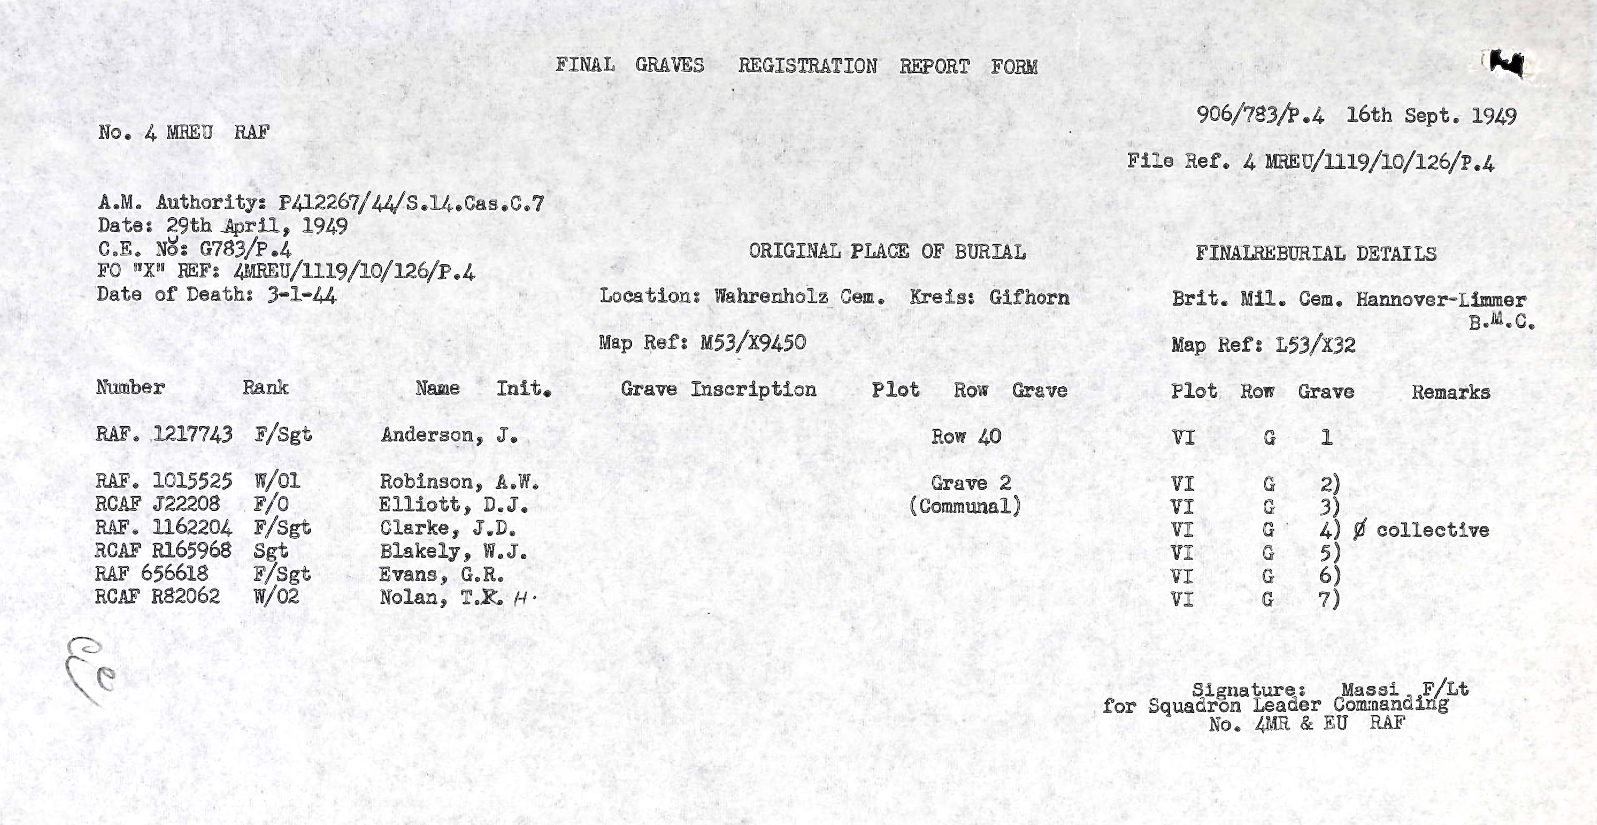 FINAL GRAVES REGISTRATION REPORT FORM
906/783/P.4 16th Sept. 1949
No. 4 MREU RAF
File Ref. 4 MREU/1119/10/126/P.4
A.M. Authority: P412267/44/S.14.Cas.C.7
Date: 29th April, 1949
C.E. No: G783/P.4
ORIGINAL PLACE OF BURIAL FINALREBURIAL DETAILS
FO "X" REF: 4MREU/1119/10/126/P.4
Date of Death: 3-1-44
Location: Wahrenholz Cem. Kreis: Gifhorn Brit. Mil. Cem. Hannover-Limmer
B.M.C.
Map Ref: M53/X9450 Map Ref: L53/X32
Number Rank Name Init. Grave Inscription Plot Row Grave Plot Row Grave Remarks
RAF. 1217743 F/Sgt Anderson, J. Row 40 VI G 1
RAF. 1015525 W/01 Robinson, A.W. Grave 2 VI G 2)
RCAF J22208 F/O Elliott, D.J. (Communal) VI G 3)
RAF. 1162204 F/Sgt Clarke, J.D. VI G 4) Ø collective
RCAF R165968 Sgt Blakely, W.J. VI G 5)
RAF 656618 F/Sgt Evans, G.R. VI G 6)
RCAF R82062 W/02 Nolan, T.K. H. VI G 7)
Signature: Massi F/Lt
for Squadron Leader Commanding
No. 4MR & EU RAF